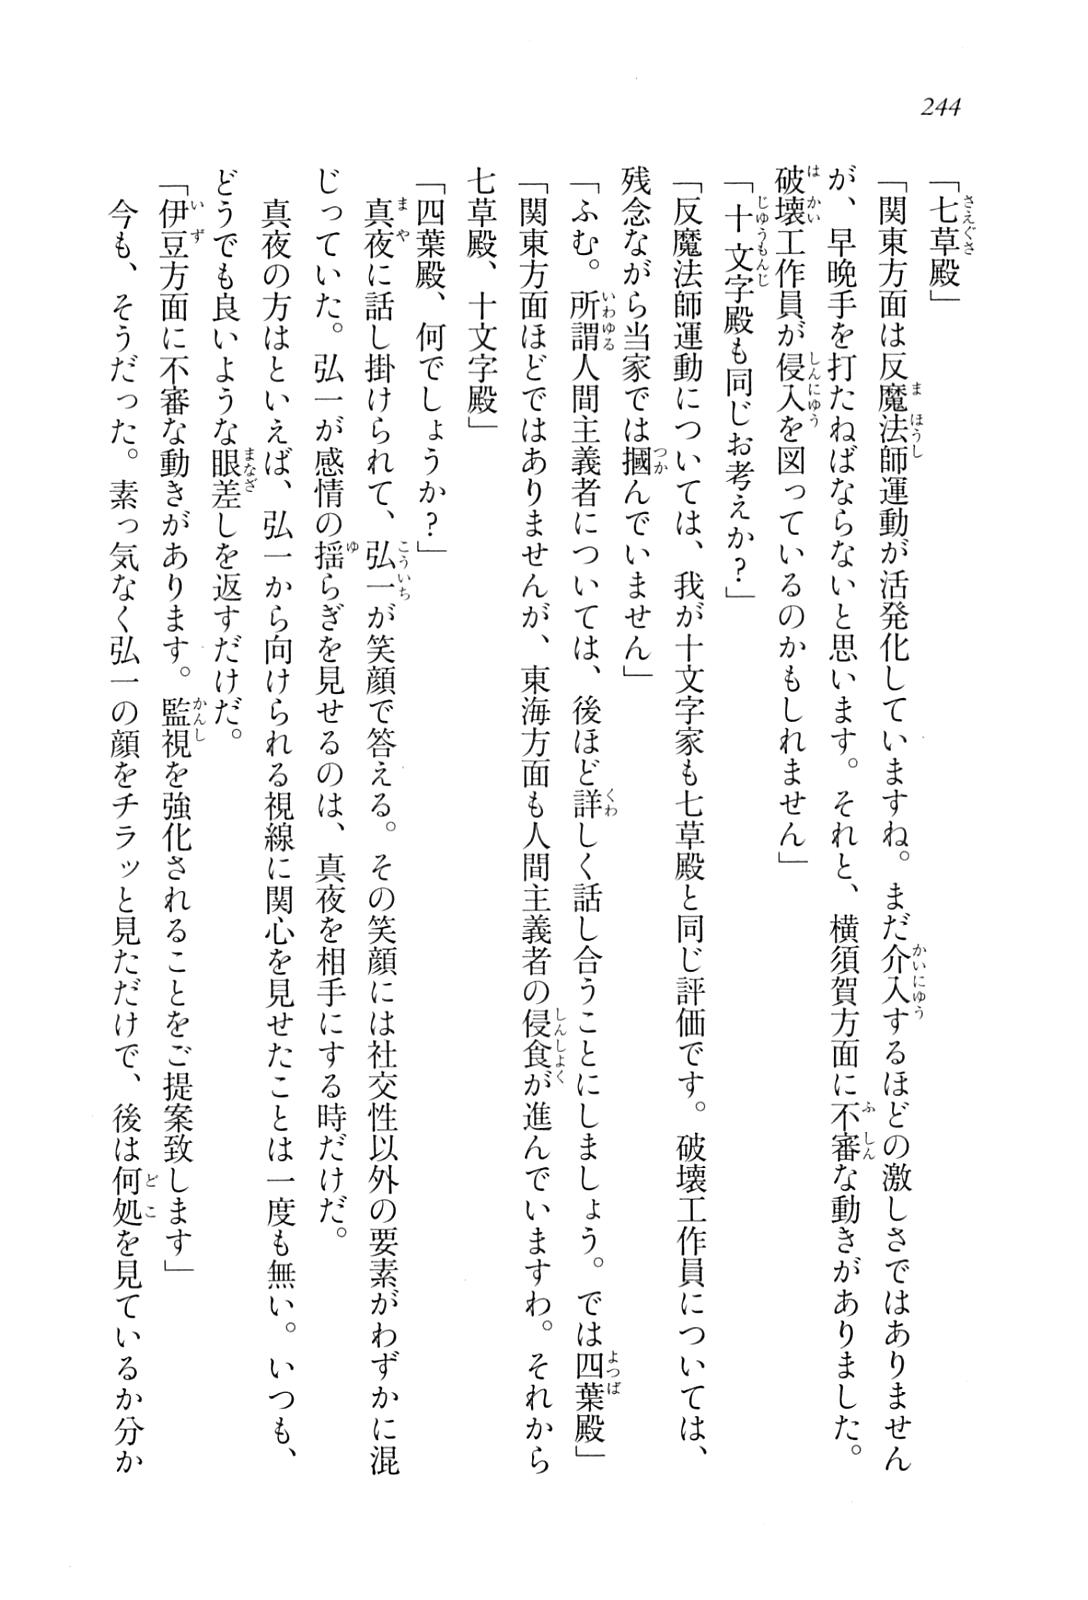 244
「七草殿」
「関東方面は反魔法師運動が活発化していますね。まだ介入するほどの激しさではありません
が、早晩手を打たねばならないと思います。それと、横須賀方面に不審な動きがありました。
破壊工作員が侵入を図っているのかもしれません」
「十文字殿も同じお考えか？」
「反魔法師運動については、我が十文字家も七草殿と同じ評価です。破壊工作員については、
残念ながら当家では摑んでいません」
「ふむ。所謂人間主義者については、後ほど詳しく話し合うことにしましょう。では四葉殿」
「関東方面ほどではありませんが、東海方面も人間主義者の侵食が進んでいますわ。それから
七草殿、十文字殿」
「四葉殿、何でしょうか？」
真夜に話し掛けられて、弘一が笑顔で答える。その笑顔には社交性以外の要素がわずかに混
じっていた。弘一が感情の揺らぎを見せるのは、真夜を相手にする時だけだ。
真夜の方はといえば、弘一から向けられる視線に関心を見せたことは一度も無い。いつも、
どうでも良いような眼差しを返すだけだ。
「伊豆方面に不審な動きがあります。監視を強化されることをご提案致します」
今も、そうだった。素っ気なく弘一の顔をチラッと見ただけで、後は何処を見ているか分か